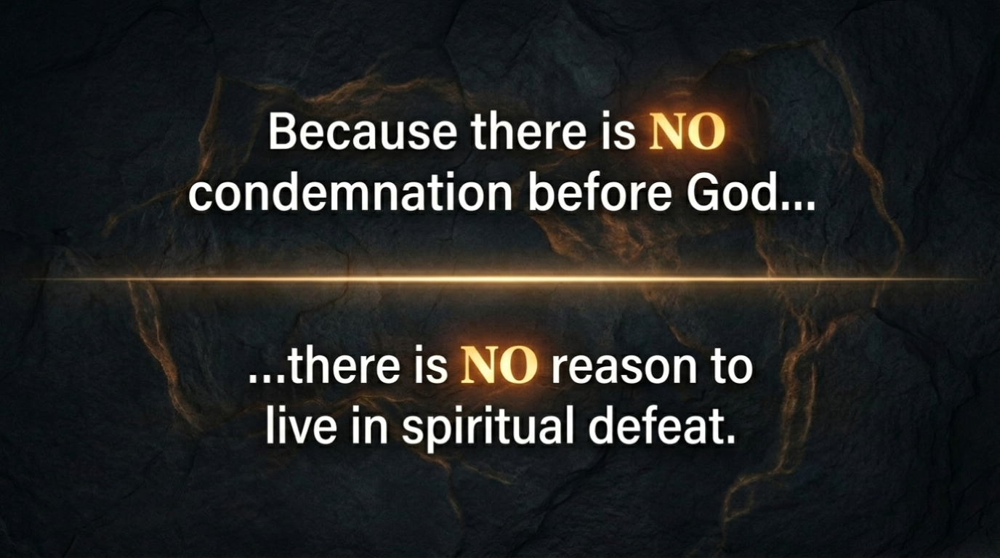 Because there is NO
condemnation before God...
...there is NO reason to
live in spiritual defeat.